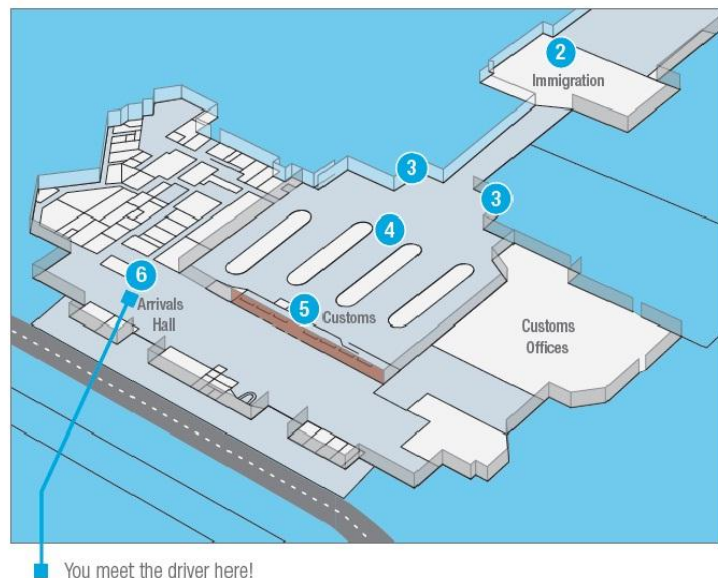 2
Immigration
3
3
4
6
Arrivals
Hall
5
Customs
Customs
Offices
You meet the driver here!